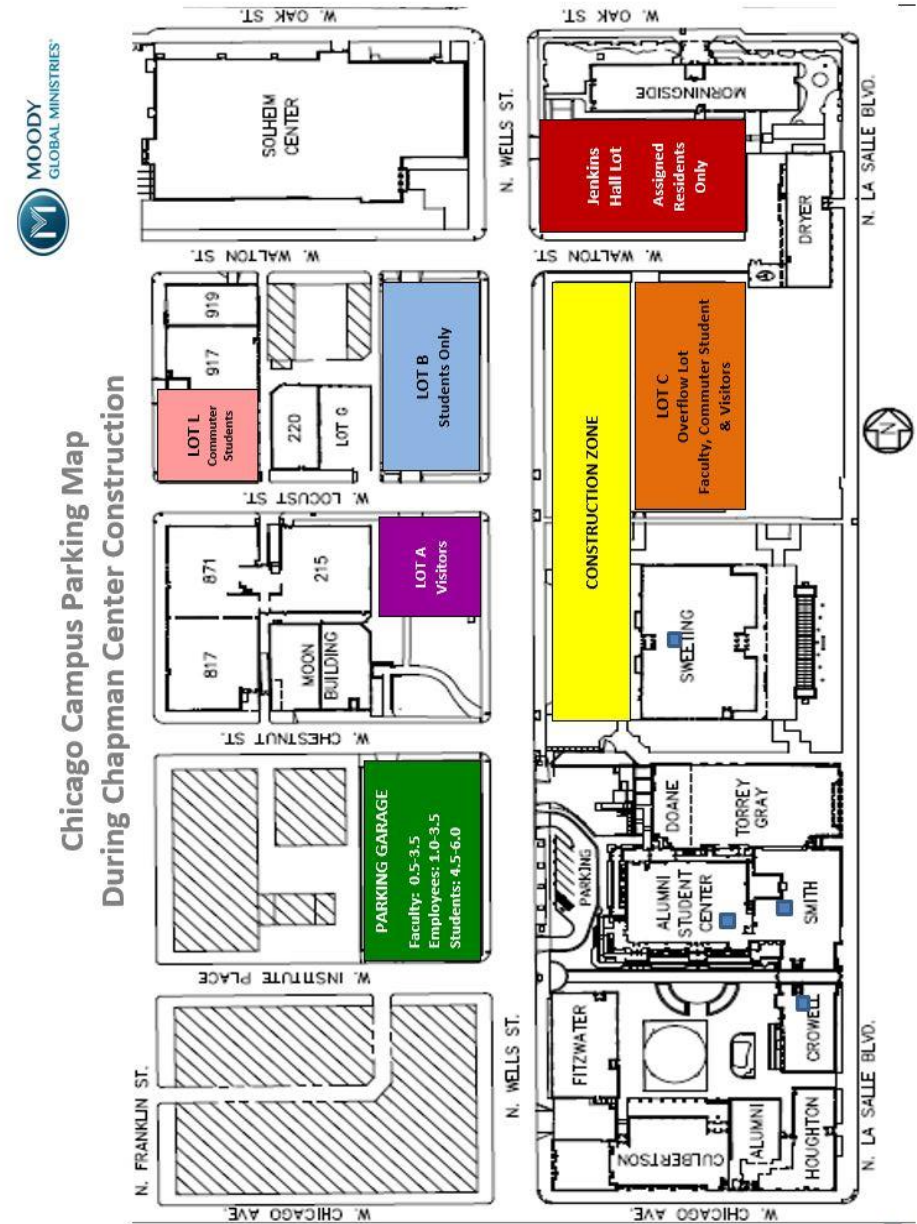 MOODY
GLOBAL MINISTRIES
Chicago Campus Parking Map
During Chapman Center Construction
N. FRANKLIN ST.
817
871
LOT L
Commuter
Students
917
919
SOLHEIM
CENTER
MOON
BUILDING
215
220
LOT G
PARKING GARAGE
Faculty: 0.5-3.5
Employees: 1.0-3.5
Students: 4.5-6.0
LOT A
Visitors
LOT B
Students Only
W. CHICAGO AVE.
W. INSTITUTE PLACE
W. CHESTNUT ST.
W. LOCUST ST.
W. WALTON ST.
W. OAK ST.
N. WELLS ST.
N. WELLS ST.
W. WALTON ST.
W. OAK ST.
FITZWATER
PARKING
CONSTRUCTION ZONE
Jenkins
Hall Lot
Assigned
Residents
Only
MORNINGSIDE
CULBERTSON
ALUMNI
STUDENT
CENTER
DOANE
TORREY
GRAY
SWEETING
LOT C
Overflow Lot
Faculty, Commuter Student
& Visitors
DRYER
ALUMNI
HOUGHTON
CROWELL
SMITH
N. LA SALLE BLVD.
N. LA SALLE BLVD.
N